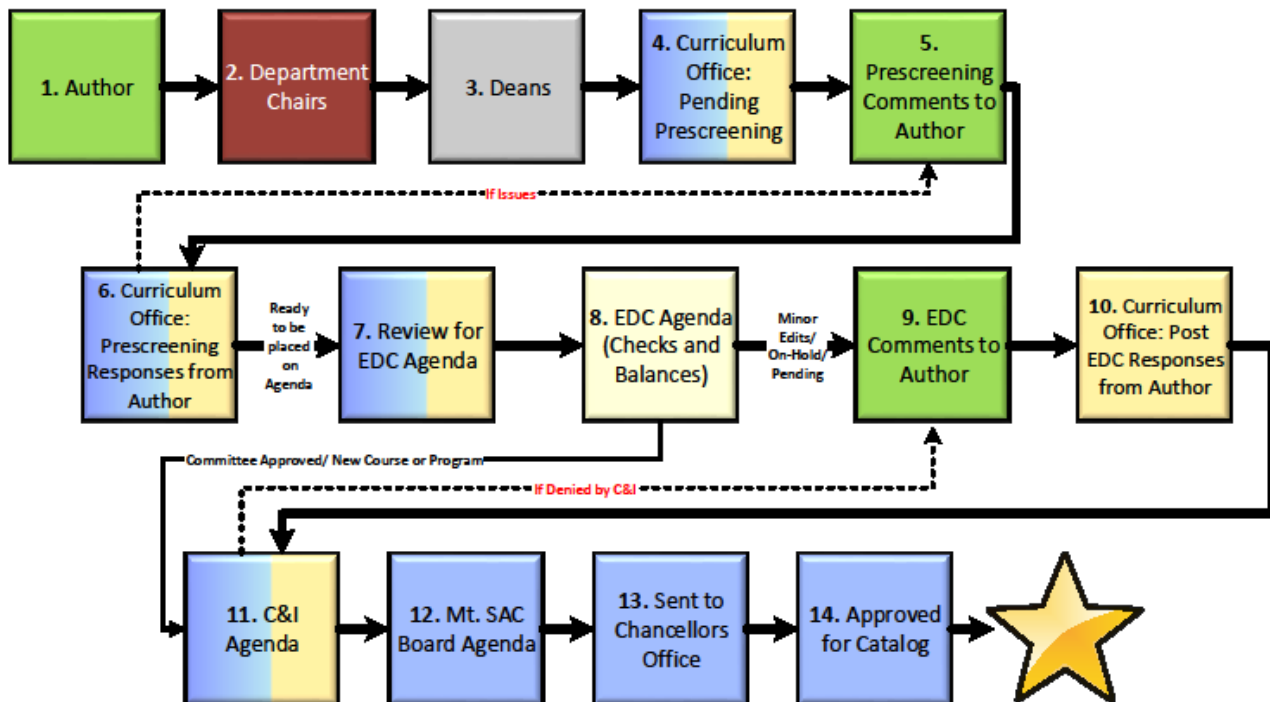 1. Author
2. Department
Chairs
3. Deans
4. Curriculum
Office:
Pending
Prescreening
5.
Prescreening
Comments to
Author
If Issues
6. Curriculum
Office:
Prescreening
Responses from
Author
Ready
to be
placed
on
Agenda
7. Review for
EDC Agenda
8. EDC Agenda
(Checks and
Balances)
Minor
Edits/
On-Hold/
Pending
9. EDC
Comments to
Author
10. Curriculum
Office: Post
EDC Responses
from Author
Committee Approved/ New Course or Program
If Denied by C&I
11. C&I
Agenda
12. Mt. SAC
Board Agenda
13. Sent to
Chancellors
Office
14. Approved
for Catalog